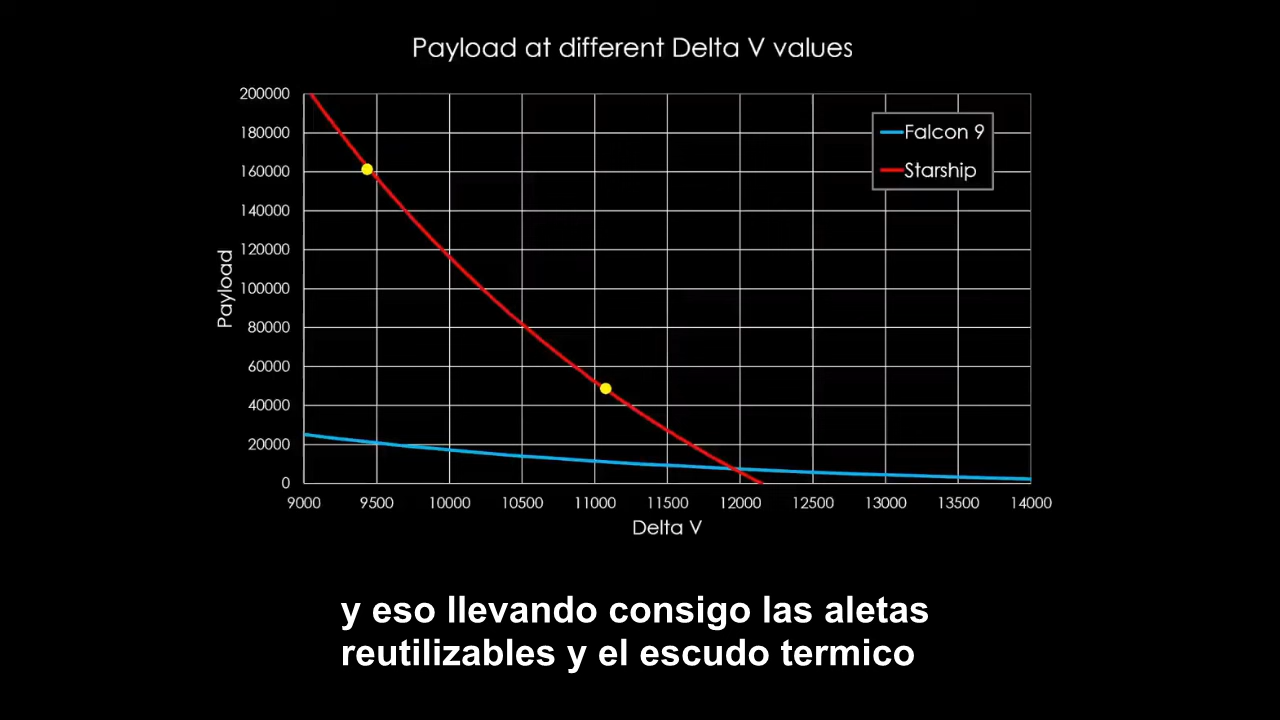 Payload at different Delta V values
200000
180000
160000
140000
120000
100000
80000
60000
40000
20000
0
Payload
Falcon 9
Starship
9000 9500 10000 10500 11000 11500 12000 12500 13000 13500 14000
Delta V
y eso llevando consigo las aletas
reutilizables y el escudo termico